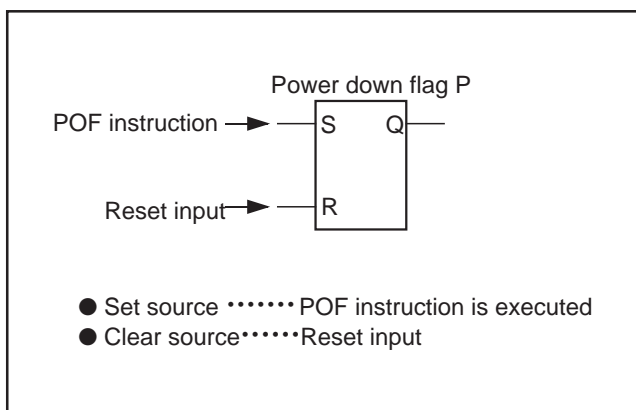 Power down flag P
POF instruction
S
Q
Reset input
R
● Set source ······· POF instruction is executed
● Clear source ······ Reset input